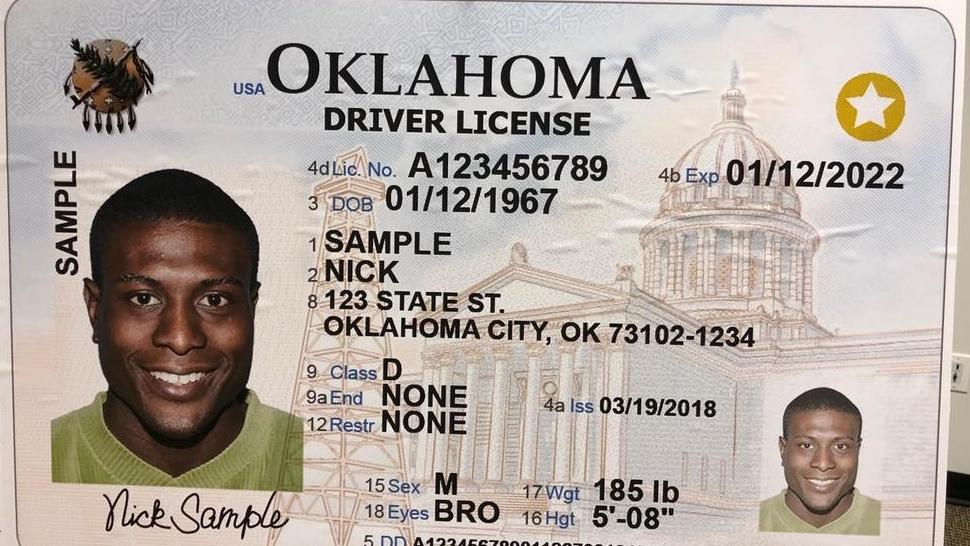 USA OKLAHOMA
DRIVER LICENSE
SAMPLE
4d Lic. No. A123456789
4b Exp 01/12/2022
3 DOB 01/12/1967
1 SAMPLE
2 NICK
8 123 STATE ST.
OKLAHOMA CITY, OK 73102-1234
9 Class D
9a End NONE
4a Iss 03/19/2018
12 Restr NONE
15 Sex M
17 Wgt 185 lb
18 Eyes BRO
16 Hgt 5'-08"
Nick Sample
5 DD